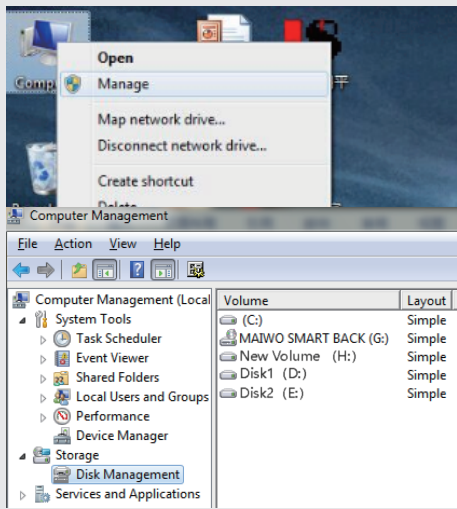 Open
Comp
Manage
平
Map network drive...
Disconnect network drive...
Create shortcut
Delete
Computer Management
File Action View Help
Computer Management (Local
System Tools
Task Scheduler
Event Viewer
Shared Folders
Local Users and Groups
Performance
Device Manager
Storage
Disk Management
Services and Applications
Volume Layout
(C:) Simple
MAIWO SMART BACK (G:) Simple
New Volume (H:) Simple
Disk1 (D:) Simple
Disk2 (E:) Simple